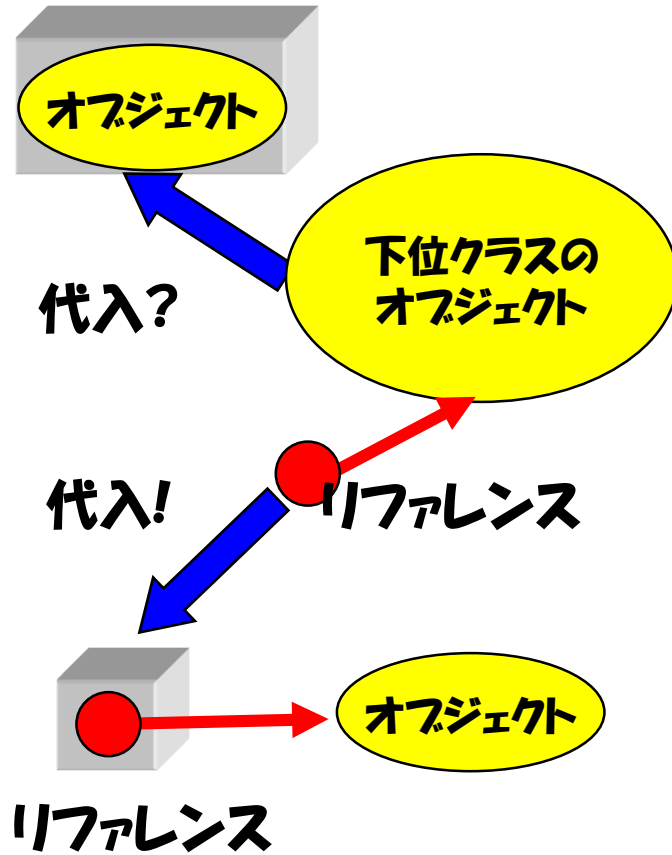 オブジェクト
下位クラスの
オブジェクト
代入？
代入！
リファレンス
オブジェクト
リファレンス